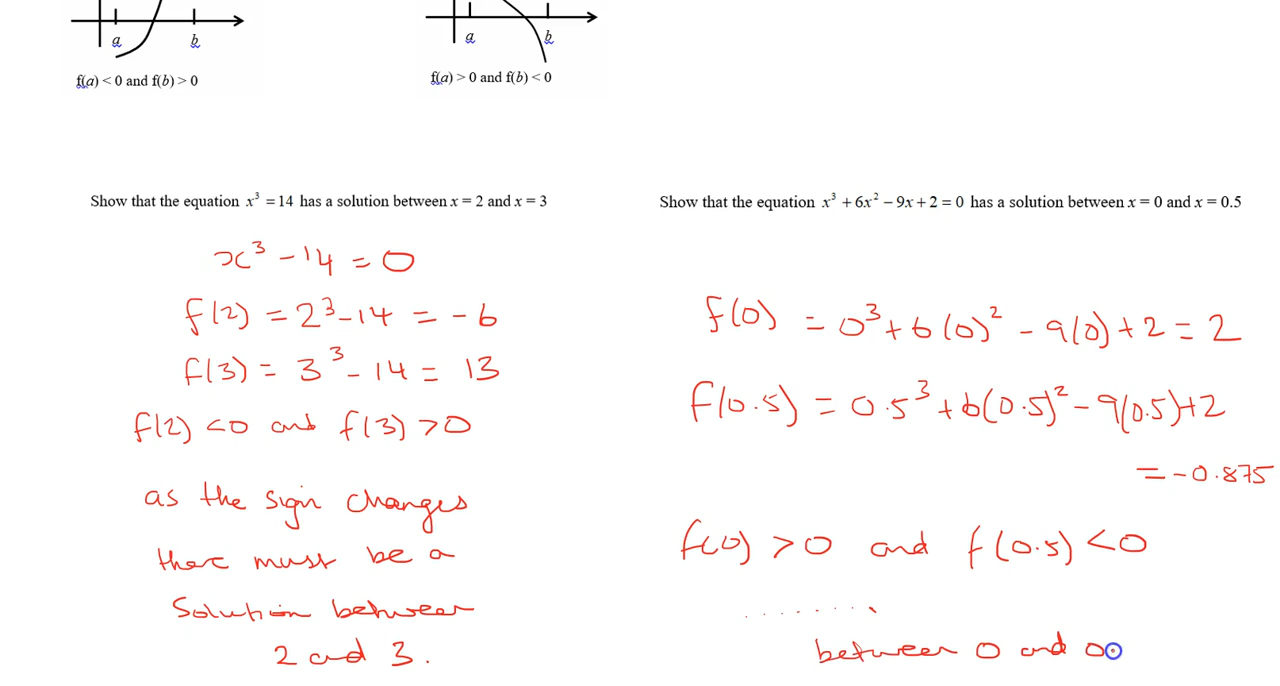 a b
a b
f(a) < 0 and f(b) > 0
f(a) > 0 and f(b) < 0
Show that the equation x³ = 14 has a solution between x = 2 and x = 3
x³ - 14 = 0
f(2) = 2³ - 14 = -6
f(3) = 3³ - 14 = 13
f(2) < 0 and f(3) > 0
as the sign changes
there must be a
solution between
2 and 3.
Show that the equation x³ + 6x² − 9x + 2 = 0 has a solution between x = 0 and x = 0.5
f(0) = 0³ + 6(0)² - 9(0) + 2 = 2
f(0.5) = 0.5³ + 6(0.5)² - 9(0.5) + 2
= -0.875
f(0) > 0 and f(0.5) < 0
........
between 0 and 0